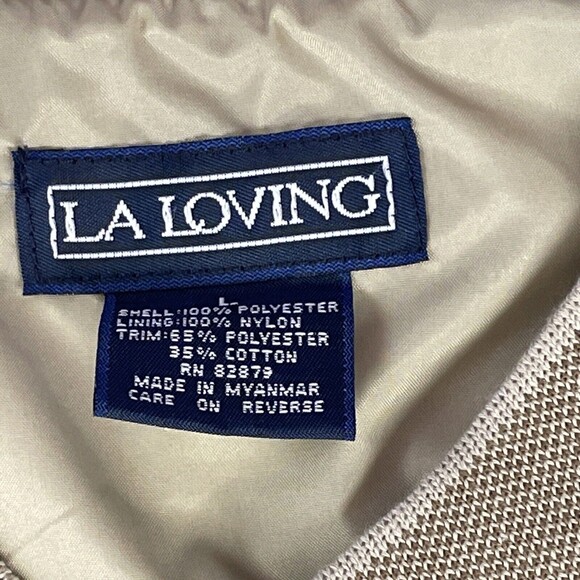 LA LOVING
L
SHELL:100% POLYESTER
LINING:100% NYLON
TRIM:65% POLYESTER
35% COTTON
RN 82879
MADE IN MYANMAR
CARE ON REVERSE